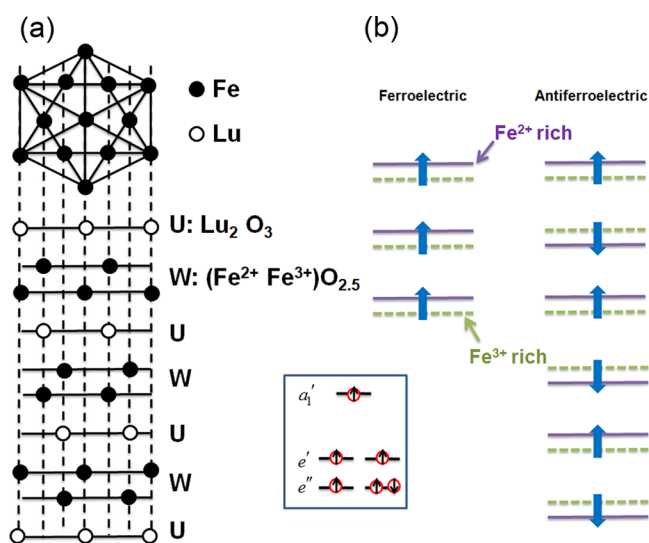 (a)
Fe
Lu
U: Lu₂ O₃
W: (Fe²⁺ Fe³⁺)O₂.₅
U
W
U
W
U
(b)
Ferroelectric
Antiferroelectric
Fe²⁺ rich
Fe³⁺ rich
a₁′
e′
e″